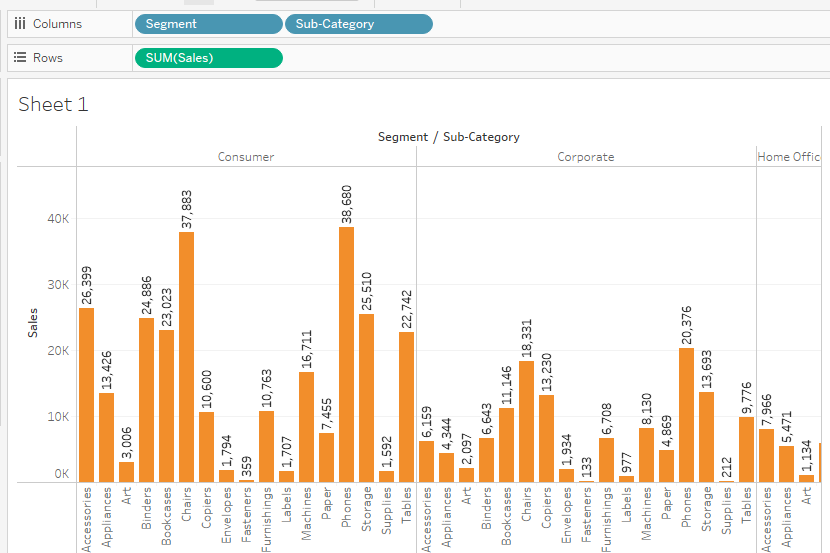 Columns
Segment
Sub-Category
Rows
SUM(Sales)
Sheet 1
Segment / Sub-Category
Consumer
Corporate
Home Offic
Sales
40K
30K
20K
10K
0K
26,399
13,426
3,006
24,886
23,023
37,883
10,600
1,794
359
10,763
1,707
16,711
7,455
38,680
25,510
1,592
22,742
6,159
4,344
2,097
6,643
11,146
18,331
13,230
1,934
133
6,708
977
8,130
4,869
20,376
13,693
212
9,776
7,966
5,471
1,134
Accessories
Appliances
Art
Binders
Bookcases
Chairs
Copiers
Envelopes
Fasteners
Furnishings
Labels
Machines
Paper
Phones
Storage
Supplies
Tables
Accessories
Appliances
Art
Binders
Bookcases
Chairs
Copiers
Envelopes
Fasteners
Furnishings
Labels
Machines
Paper
Phones
Storage
Supplies
Tables
Accessories
Appliances
Art